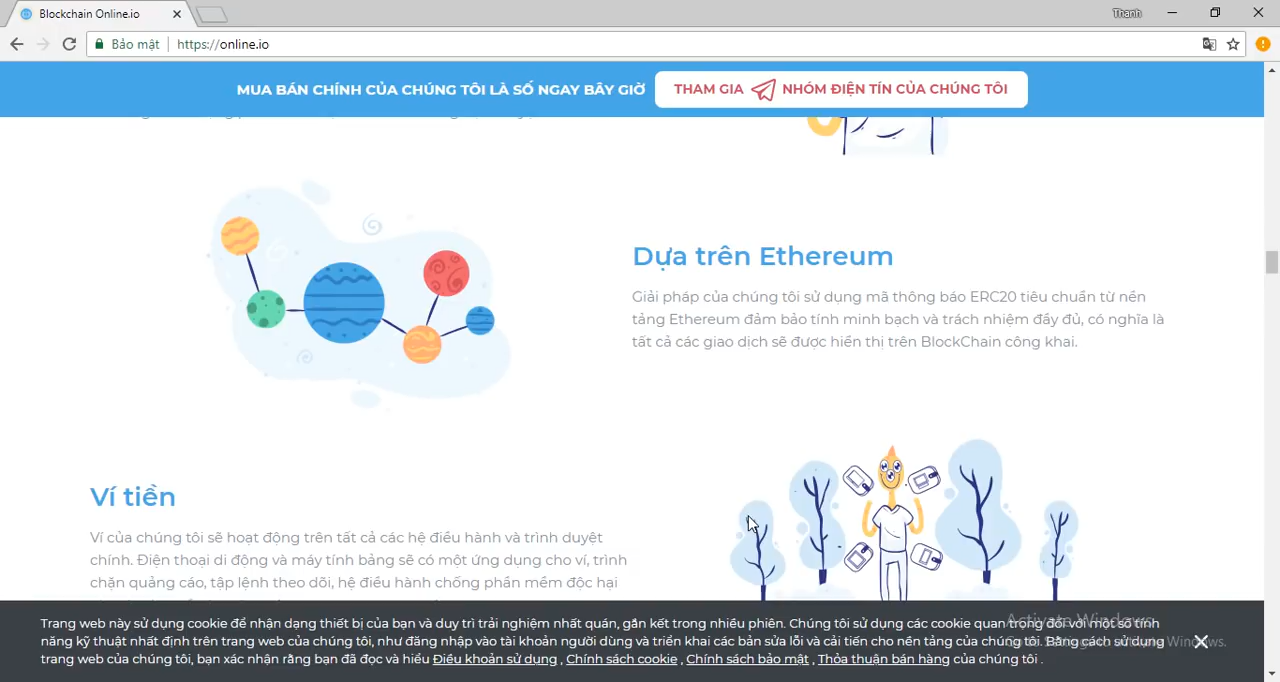 Blockchain Online.io
Thanh
Bảo mật
https://online.io
MUA BÁN CHÍNH CỦA CHÚNG TÔI LÀ SỐ NGAY BÂY GIỜ
THAM GIA NHÓM ĐIỆN TÍN CỦA CHÚNG TÔI
Dựa trên Ethereum
Giải pháp của chúng tôi sử dụng mã thông báo ERC20 tiêu chuẩn từ nền
tảng Ethereum đảm bảo tính minh bạch và trách nhiệm đầy đủ, có nghĩa là
tất cả các giao dịch sẽ được hiển thị trên BlockChain công khai.
Ví tiền
Ví của chúng tôi sẽ hoạt động trên tất cả các hệ điều hành và trình duyệt
chính. Điện thoại di động và máy tính bảng sẽ có một ứng dụng cho ví, trình
chặn quảng cáo, tập lệnh theo dõi, hệ điều hành chống phần mềm độc hại
Trang web này sử dụng cookie để nhận dạng thiết bị của bạn và duy trì trải nghiệm nhất quán, gắn kết trong nhiều phiên. Chúng tôi sử dụng các cookie quan trọng đối với một số tính
năng kỹ thuật nhất định trên trang web của chúng tôi, như đăng nhập vào tài khoản người dùng và triển khai các bản sửa lỗi và cải tiến cho nền tảng của chúng tôi. Bằng cách sử dụng
trang web của chúng tôi, bạn xác nhận rằng bạn đã đọc và hiểu Điều khoản sử dụng , Chính sách cookie , Chính sách bảo mật , Thỏa thuận bán hàng của chúng tôi .
Activate Windows
Go to Settings to activate Windows.